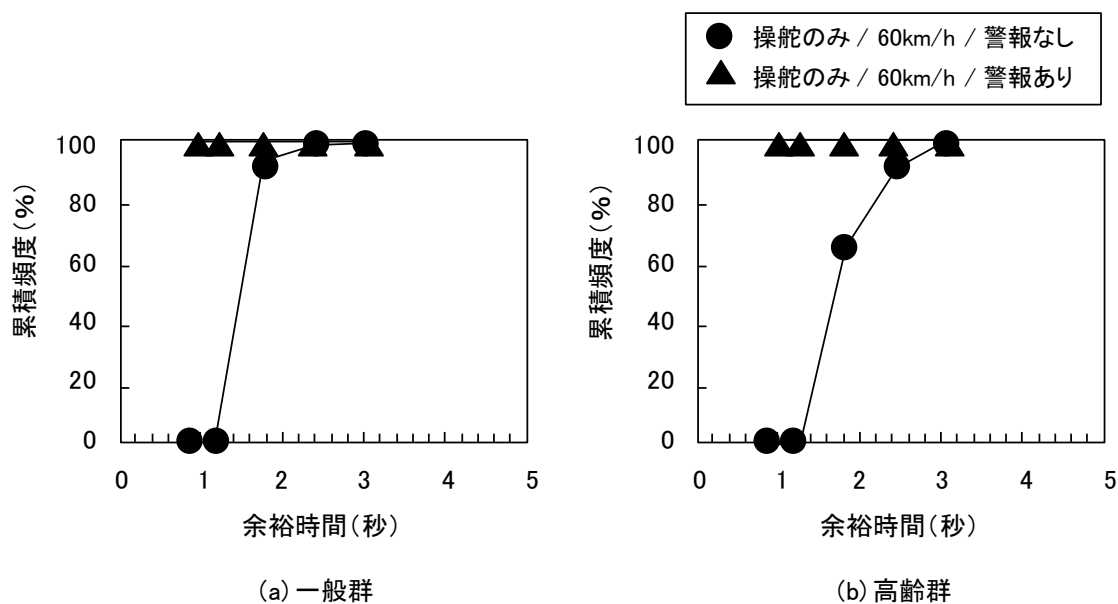 操舵のみ / 60km/h / 警報なし
操舵のみ / 60km/h / 警報あり
累積頻度(%)
100
80
60
40
20
0
0 1 2 3 4 5
余裕時間(秒)
(a) 一般群
累積頻度(%)
100
80
60
40
20
0
0 1 2 3 4 5
余裕時間(秒)
(b) 高齢群